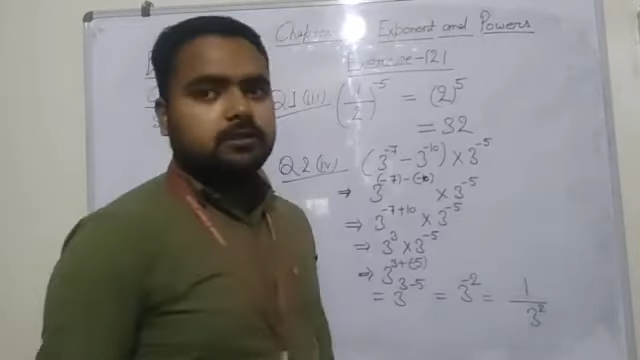 Chapter- Exponent and Powers
Exercise-12.1
Q.1 (iii) (1/2)^-5 = (2)^5
= 32
Q.2 (iv) (3^-7 - 3^-10) × 3^-5
⇒ 3^(-7)-(-10) × 3^-5
⇒ 3^-7+10 × 3^-5
⇒ 3^3 × 3^-5
⇒ 3^3+(-5)
= 3^3-5 = 3^-2 = 1/3^2